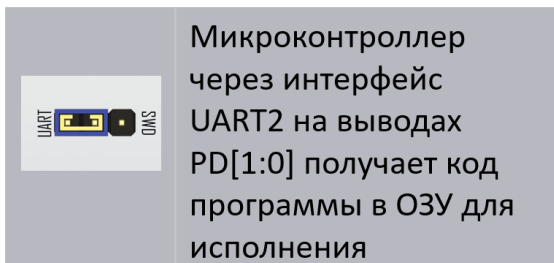 UART
SWD
Микроконтроллер
через интерфейс
UART2 на выводах
PD[1:0] получает код
программы в ОЗУ для
исполнения